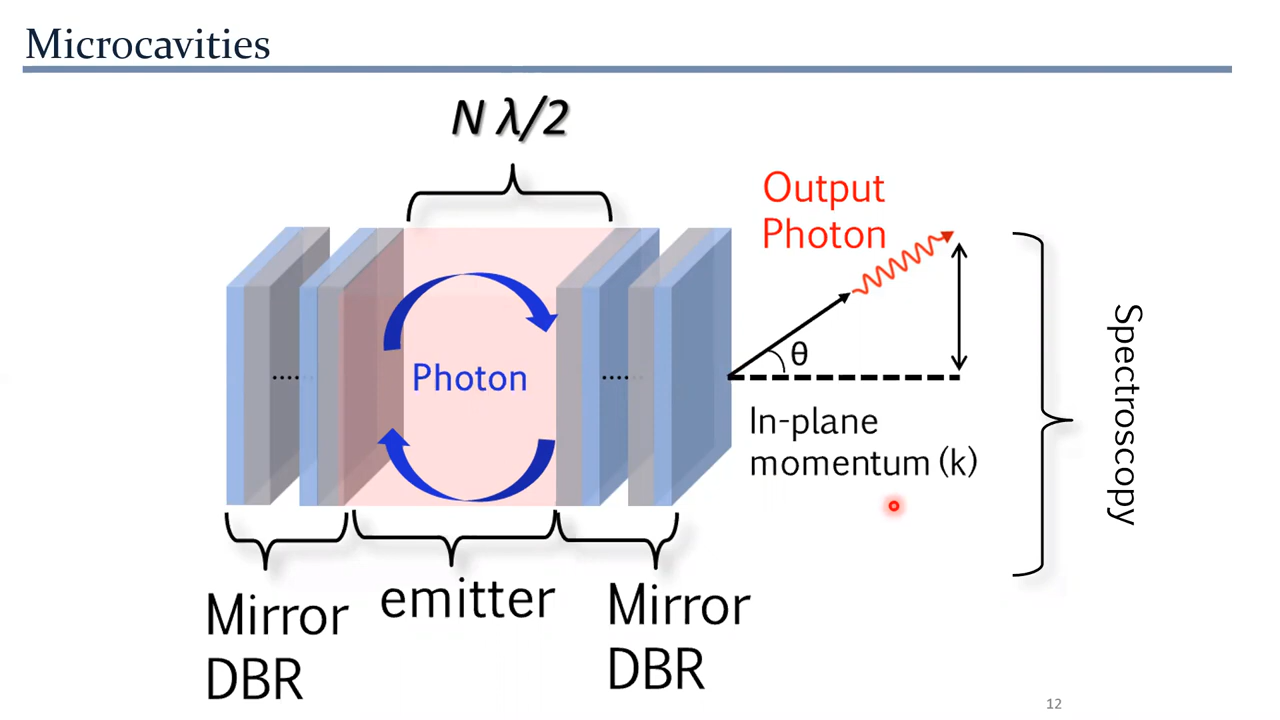 Microcavities
N λ/2
Output
Photon
θ
Photon
In-plane
momentum (k)
Spectroscopy
Mirror
DBR
emitter
Mirror
DBR
12